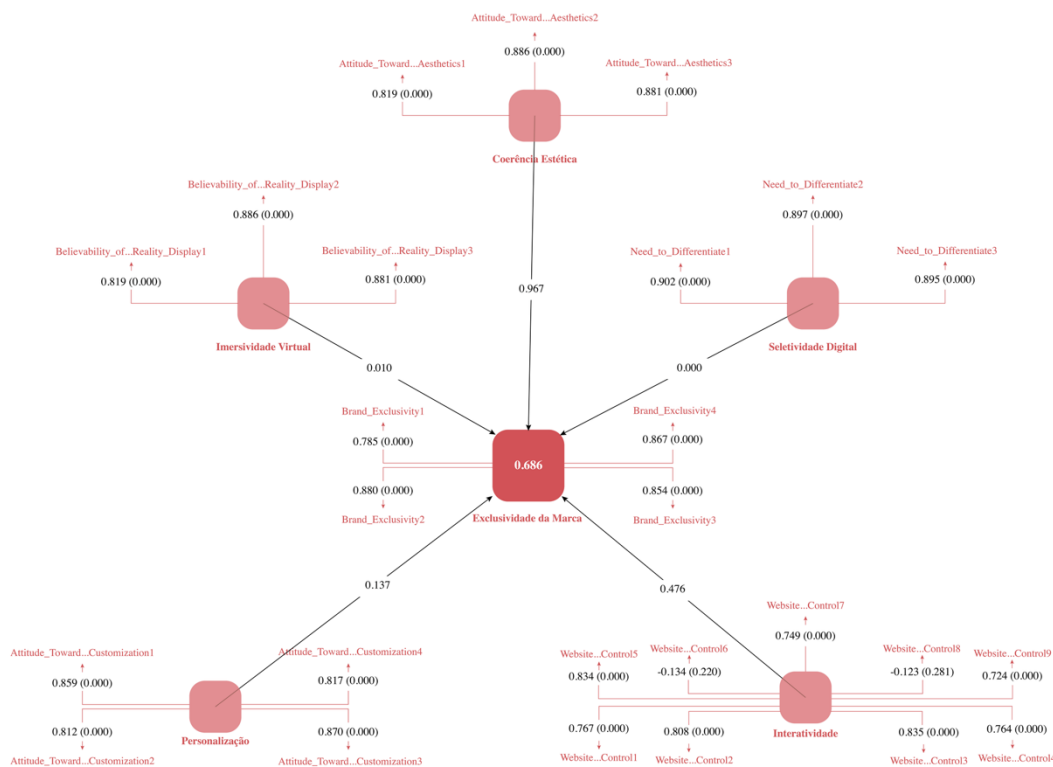 Attitude_Toward...Aesthetics2
0.886 (0.000)
Attitude_Toward...Aesthetics1
Attitude_Toward...Aesthetics3
0.819 (0.000)
0.881 (0.000)
Coerência Estética
Believability_of...Reality_Display2
0.886 (0.000)
Believability_of...Reality_Display1
Believability_of...Reality_Display3
0.819 (0.000)
0.881 (0.000)
Imersividade Virtual
Need_to_Differentiate2
0.897 (0.000)
Need_to_Differentiate1
Need_to_Differentiate3
0.902 (0.000)
0.895 (0.000)
Seletividade Digital
0.967
0.010
0.000
Brand_Exclusivity1
Brand_Exclusivity4
0.785 (0.000)
0.867 (0.000)
0.686
0.880 (0.000)
0.854 (0.000)
Brand_Exclusivity2
Exclusividade da Marca
Brand_Exclusivity3
0.137
0.476
Attitude_Toward...Customization1
Attitude_Toward...Customization4
0.859 (0.000)
0.817 (0.000)
0.812 (0.000)
0.870 (0.000)
Personalização
Attitude_Toward...Customization2
Attitude_Toward...Customization3
Website...Control7
0.749 (0.000)
Website...Control5
Website...Control6
Website...Control8
Website...Control9
0.834 (0.000)
-0.134 (0.220)
-0.123 (0.281)
0.724 (0.000)
0.767 (0.000)
0.808 (0.000)
0.835 (0.000)
0.764 (0.000)
Interatividade
Website...Control1
Website...Control2
Website...Control3
Website...Control4